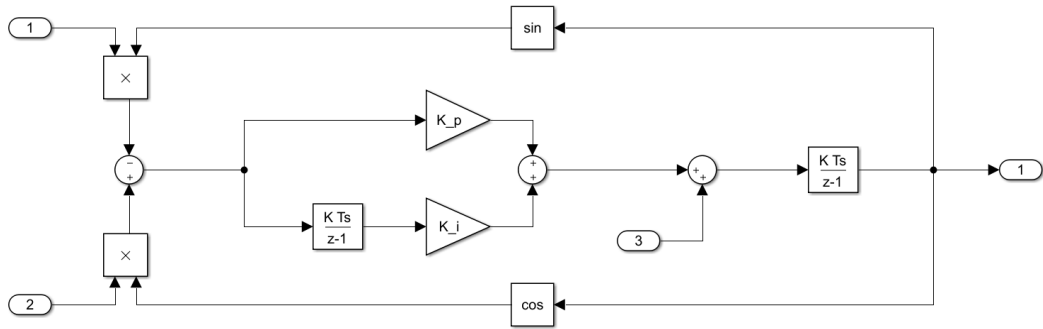 1
sin
×
K_p
−
+
+
+
+
+
K Ts
z-1
1
K Ts
z-1
K_i
3
×
2
cos